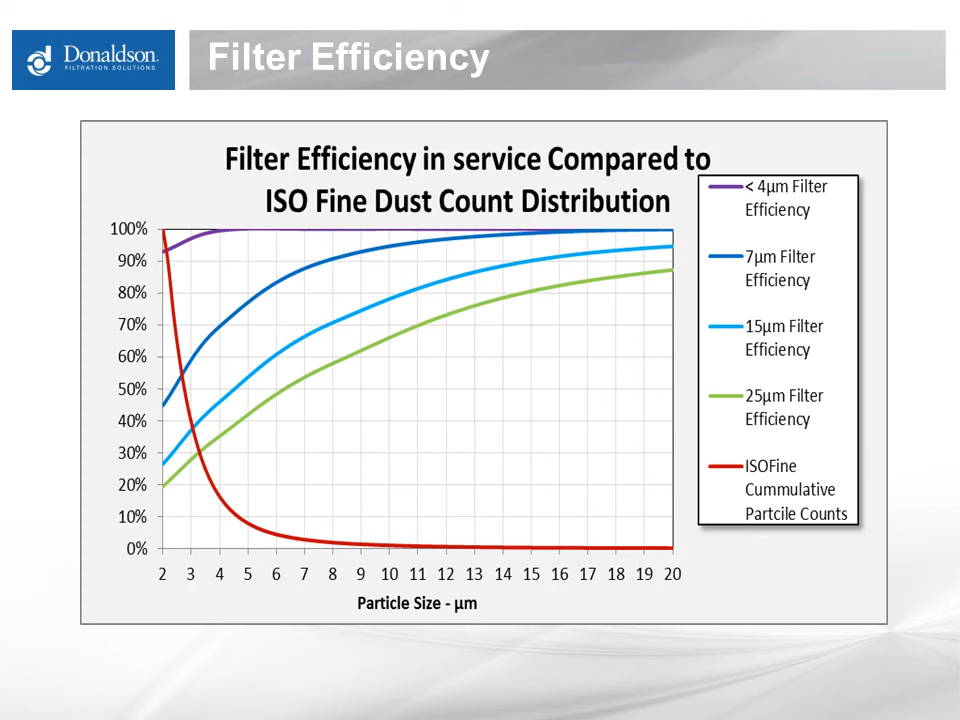 Donaldson.
FILTRATION SOLUTIONS
Filter Efficiency
Filter Efficiency in service Compared to
ISO Fine Dust Count Distribution
100%
90%
80%
70%
60%
50%
40%
30%
20%
10%
0%
2 3 4 5 6 7 8 9 10 11 12 13 14 15 16 17 18 19 20
Particle Size - µm
< 4µm Filter
Efficiency
7µm Filter
Efficiency
15µm Filter
Efficiency
25µm Filter
Efficiency
ISOFine
Cummulative
Partcile Counts